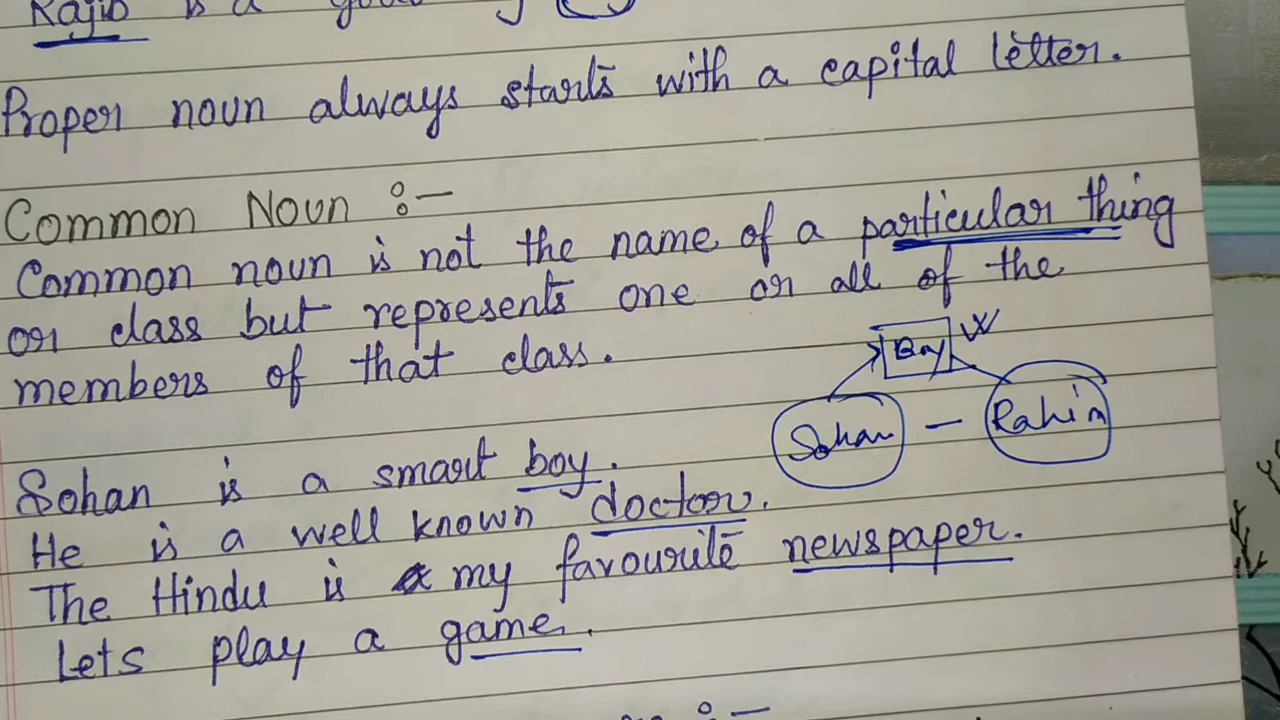 Rajib is a
Proper noun always starts with a capital letter.
Common Noun :-
Common noun is not the name of a particular thing
or class but represents one or all of the
members of that class.
Boy
Sohan - Rahim
Sohan is a smart boy.
He is a well known doctor.
The Hindu is my favourite newspaper.
Lets play a game.